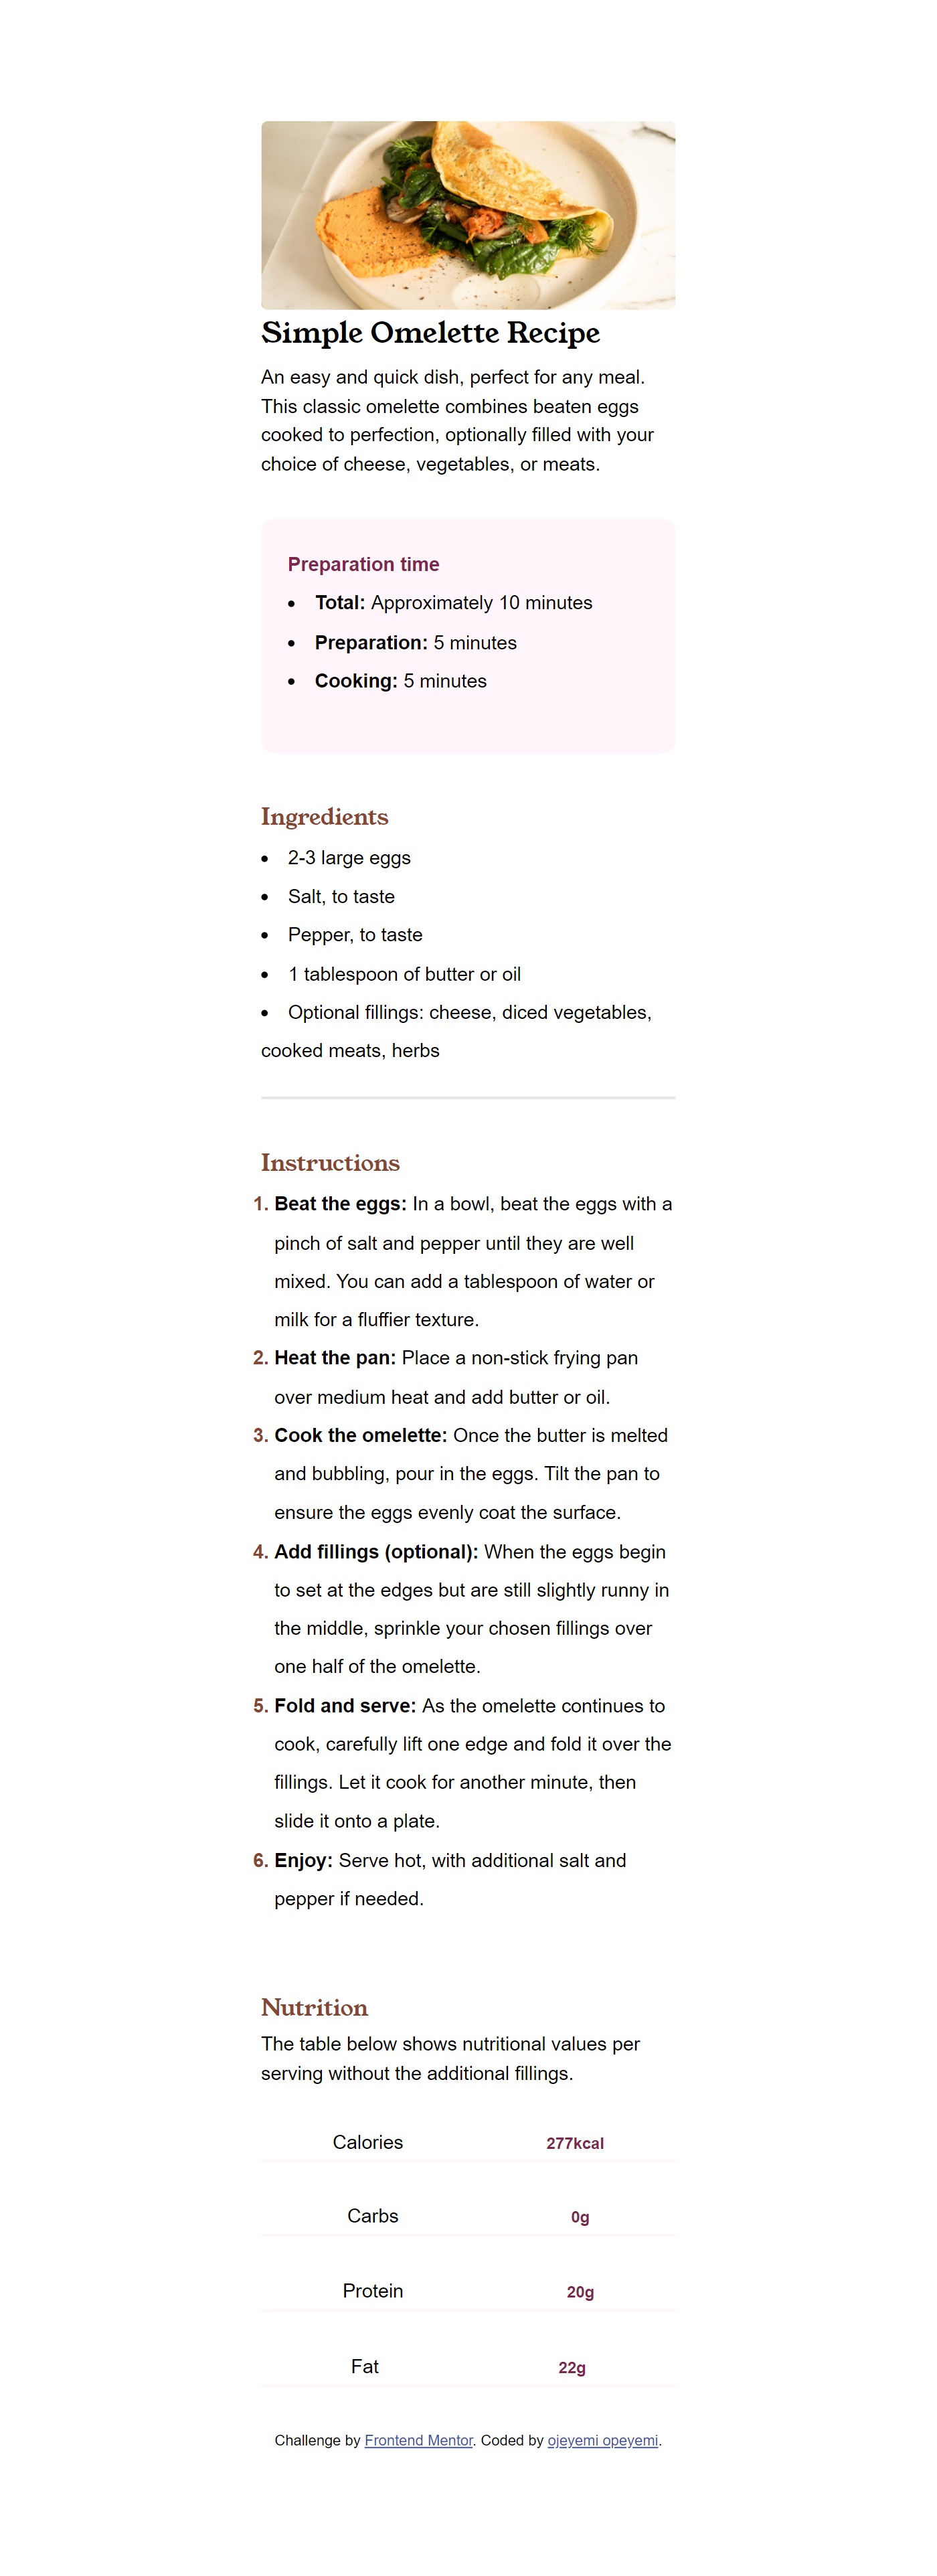 Simple Omelette Recipe
An easy and quick dish, perfect for any meal.
This classic omelette combines beaten eggs
cooked to perfection, optionally filled with your
choice of cheese, vegetables, or meats.
Preparation time
• Total: Approximately 10 minutes
• Preparation: 5 minutes
• Cooking: 5 minutes
Ingredients
• 2-3 large eggs
• Salt, to taste
• Pepper, to taste
• 1 tablespoon of butter or oil
• Optional fillings: cheese, diced vegetables,
cooked meats, herbs
Instructions
1. Beat the eggs: In a bowl, beat the eggs with a
pinch of salt and pepper until they are well
mixed. You can add a tablespoon of water or
milk for a fluffier texture.
2. Heat the pan: Place a non-stick frying pan
over medium heat and add butter or oil.
3. Cook the omelette: Once the butter is melted
and bubbling, pour in the eggs. Tilt the pan to
ensure the eggs evenly coat the surface.
4. Add fillings (optional): When the eggs begin
to set at the edges but are still slightly runny in
the middle, sprinkle your chosen fillings over
one half of the omelette.
5. Fold and serve: As the omelette continues to
cook, carefully lift one edge and fold it over the
fillings. Let it cook for another minute, then
slide it onto a plate.
6. Enjoy: Serve hot, with additional salt and
pepper if needed.
Nutrition
The table below shows nutritional values per
serving without the additional fillings.
Calories 277kcal
Carbs 0g
Protein 20g
Fat 22g
Challenge by Frontend Mentor. Coded by ojeyemi opeyemi.